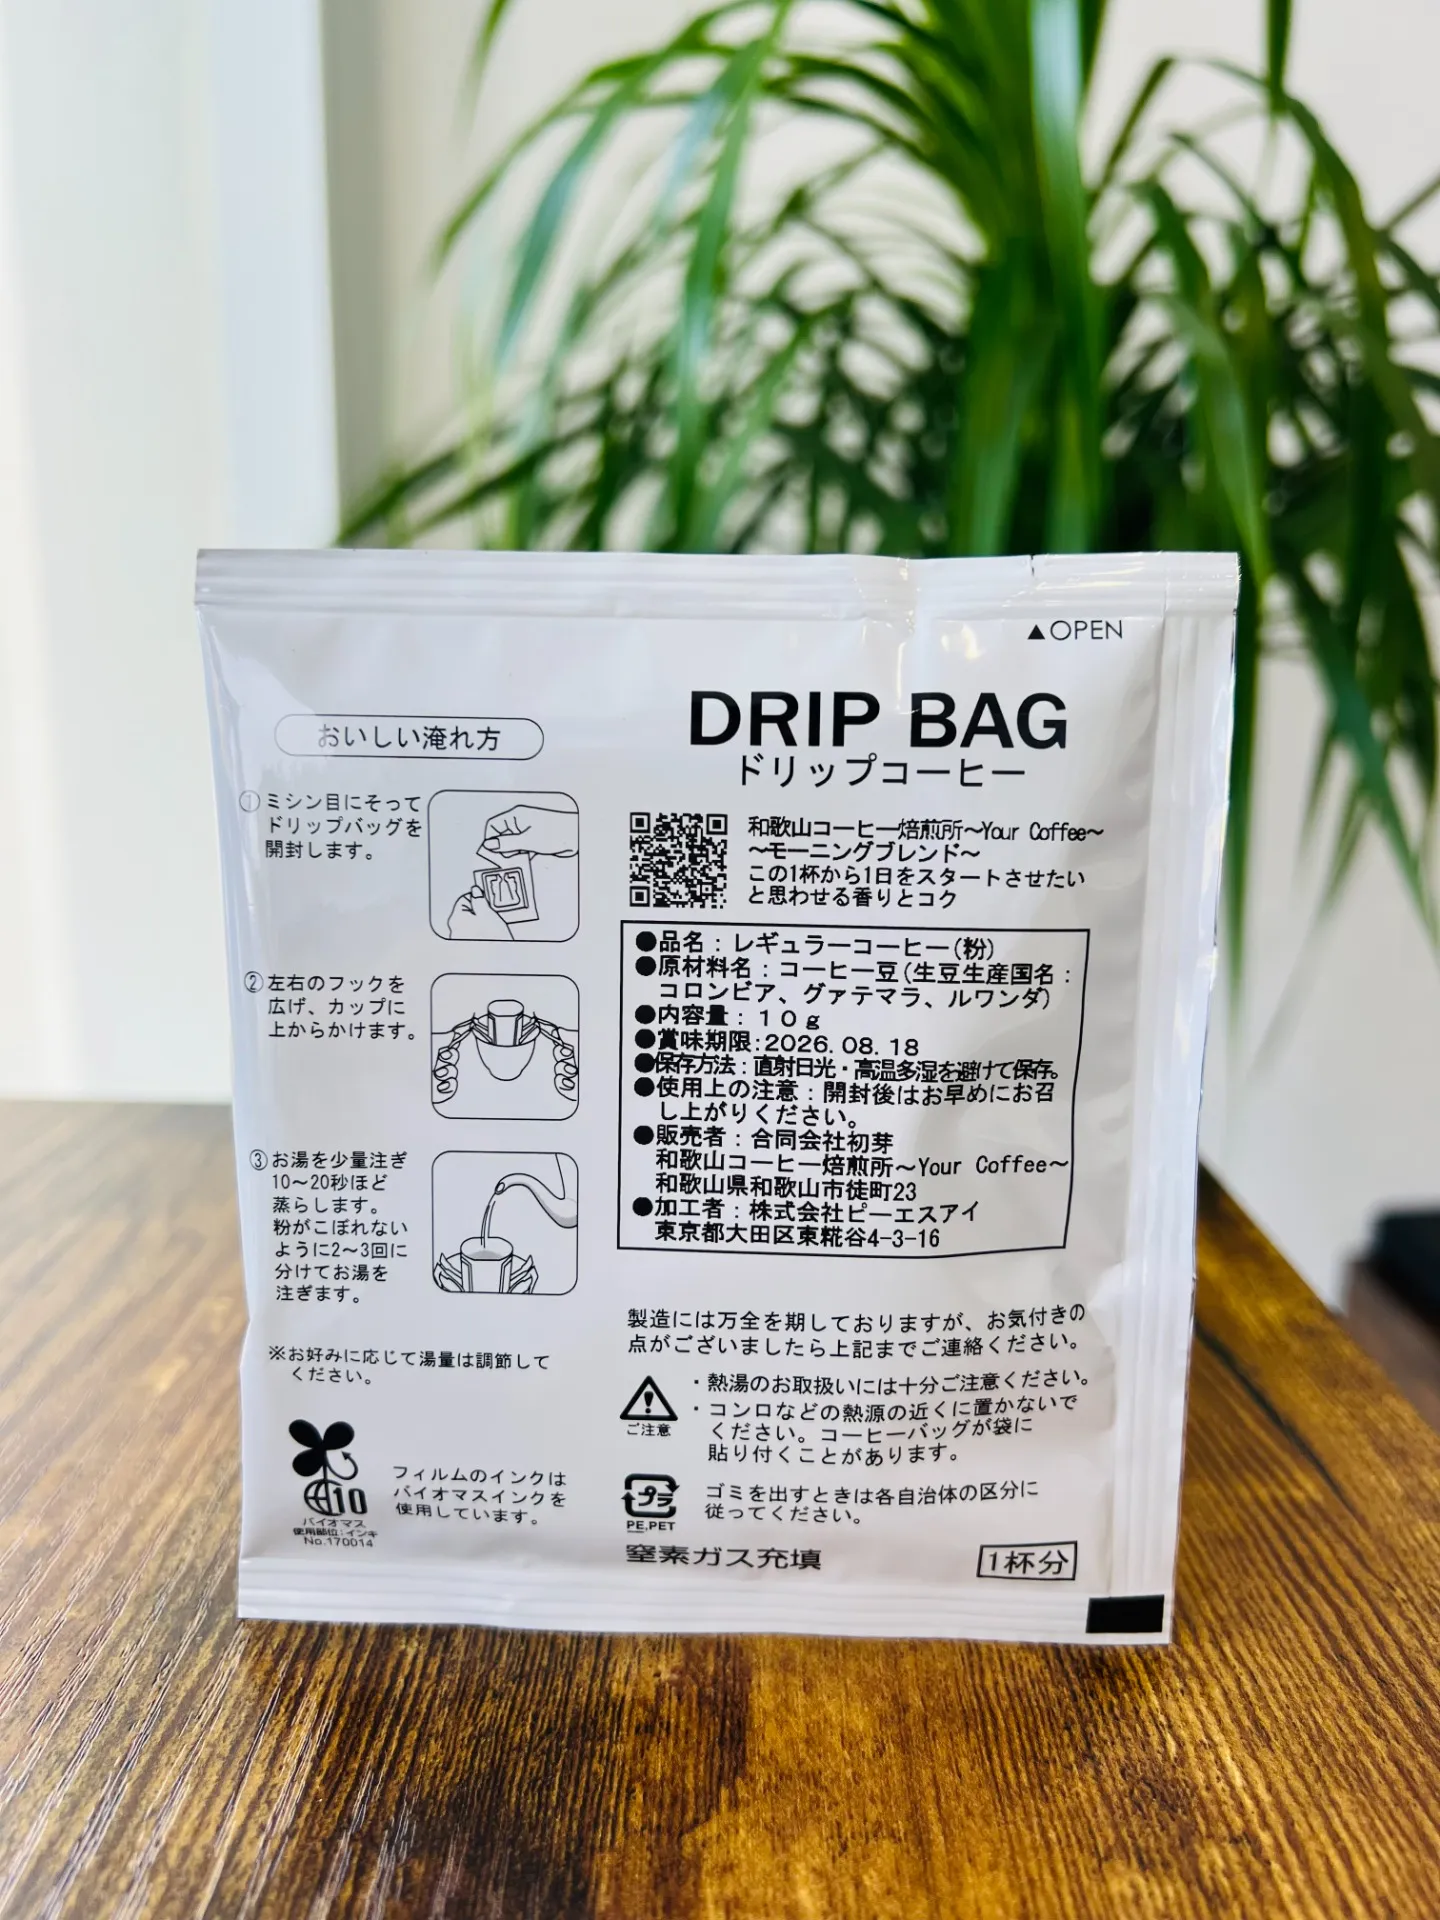 ▲OPEN
DRIP BAG
ドリップコーヒー
おいしい淹れ方
①ミシン目にそって
ドリップバッグを
開封します。
②左右のフックを
広げ、カップに
上からかけます。
③お湯を少量注ぎ
10～20秒ほど
蒸らします。
粉がこぼれない
ように2～3回に
分けてお湯を
注ぎます。
※お好みに応じて湯量は調節して
ください。
10
バイオマス
使用部位:インキ
No.170014
フィルムのインクは
バイオマスインクを
使用しています。
和歌山コーヒー焙煎所～Your Coffee～
～モーニングブレンド～
この1杯から1日をスタートさせたい
と思わせる香りとコク
●品名：レギュラーコーヒー(粉)
●原材料名：コーヒー豆(生豆生産国名：
コロンビア、グァテマラ、ルワンダ)
●内容量：１０ｇ
●賞味期限:2026.08.18
●保存方法：直射日光・高温多湿を避けて保存。
●使用上の注意：開封後はお早めにお召
し上がりください。
●販売者：合同会社初芽
和歌山コーヒー焙煎所～Your Coffee～
和歌山県和歌山市徒町23
●加工者：株式会社ピーエスアイ
東京都大田区東糀谷4-3-16
製造には万全を期しておりますが、お気付きの
点がございましたら上記までご連絡ください。
ご注意
・熱湯のお取扱いには十分ご注意ください。
・コンロなどの熱源の近くに置かないで
ください。コーヒーバッグが袋に
貼り付くことがあります。
プラ
PE,PET
ゴミを出すときは各自治体の区分に
従ってください。
窒素ガス充填
1杯分